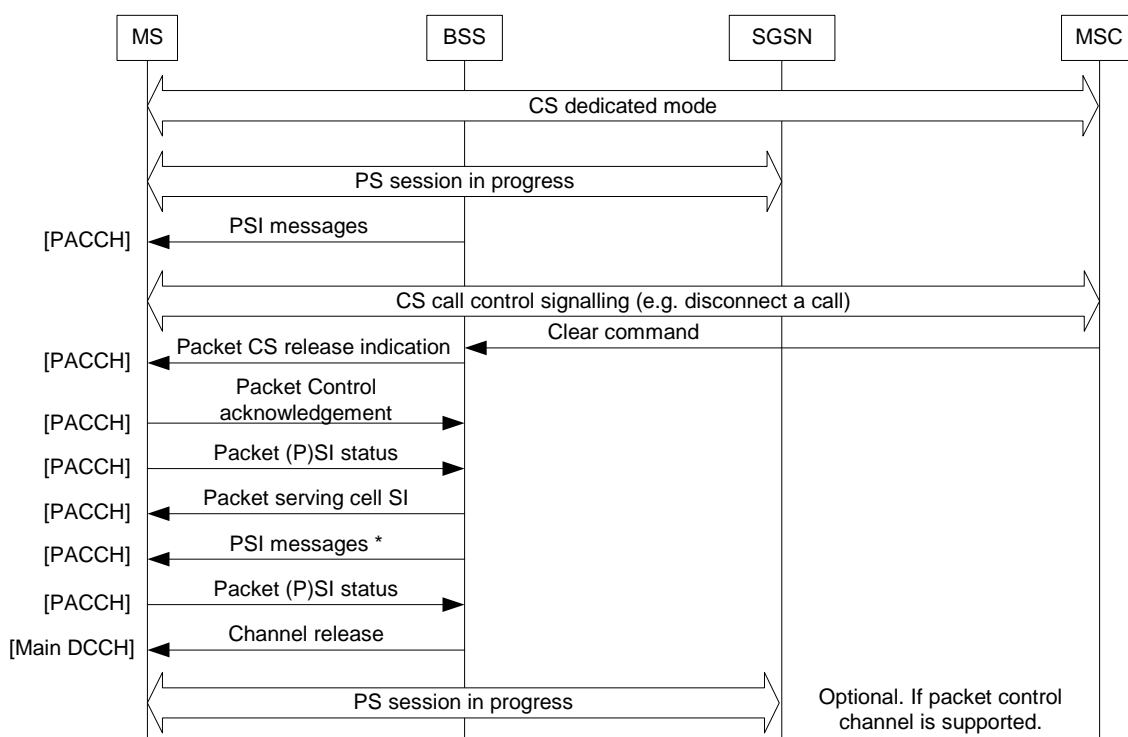 MS BSS SGSN MSC
CS dedicated mode
PS session in progress
PSI messages
[PACCH]
CS call control signalling (e.g. disconnect a call)
Clear command
Packet CS release indication
[PACCH]
Packet Control
acknowledgement
[PACCH]
Packet (P)SI status
[PACCH]
Packet serving cell SI
[PACCH]
PSI messages *
[PACCH]
Packet (P)SI status
[PACCH]
Channel release
[Main DCCH]
PS session in progress
Optional. If packet control
channel is supported.